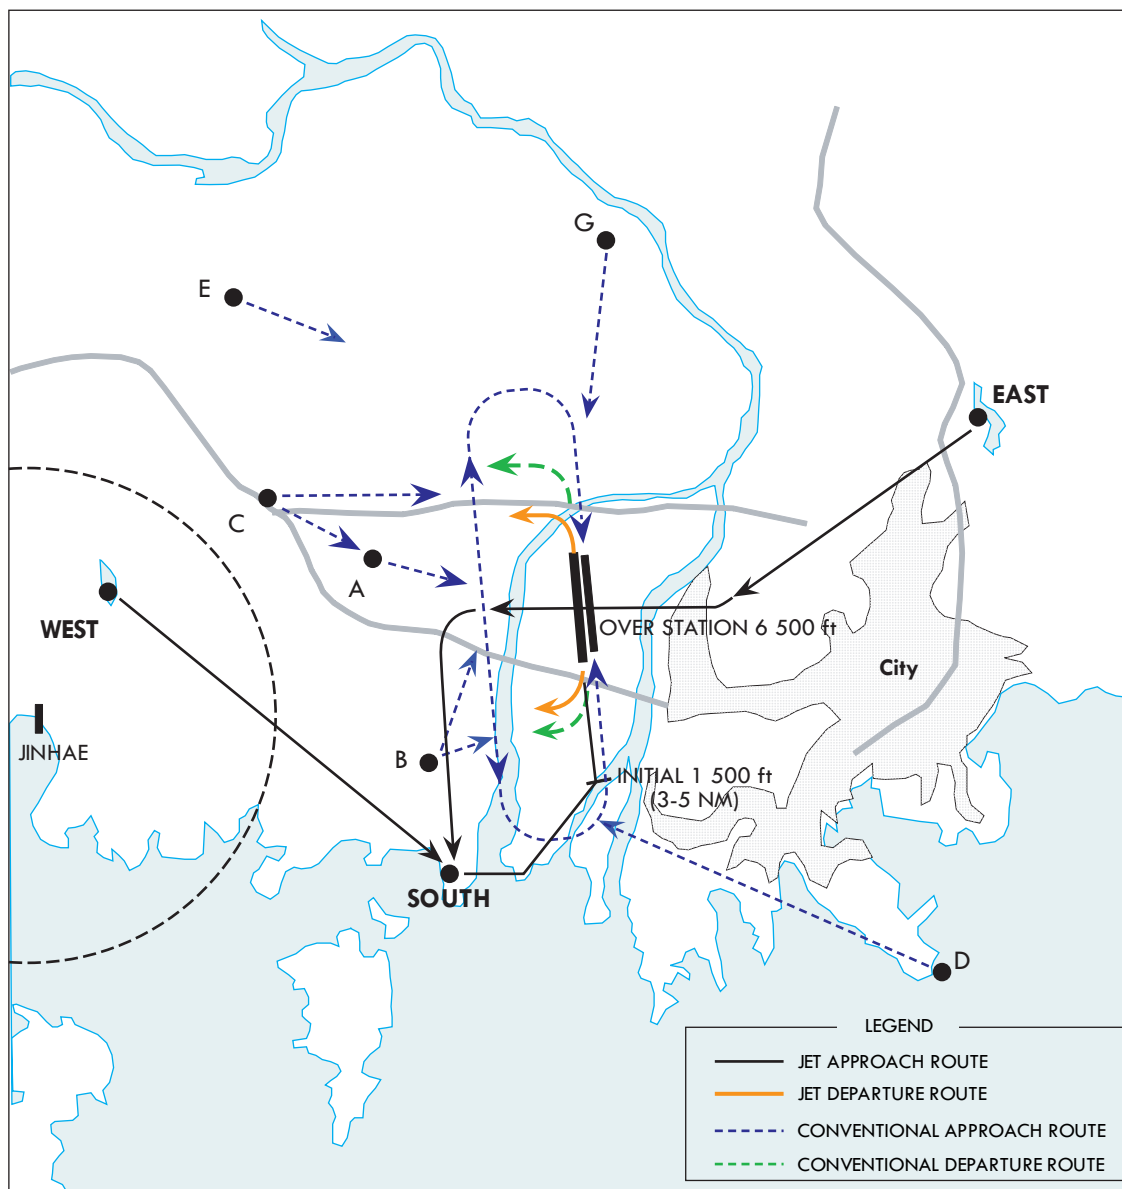 G
E
EAST
C
A
WEST
OVER STATION 6 500 ft
City
JINHAE
B
INITIAL 1 500 ft
(3-5 NM)
SOUTH
D
LEGEND
JET APPROACH ROUTE
JET DEPARTURE ROUTE
CONVENTIONAL APPROACH ROUTE
CONVENTIONAL DEPARTURE ROUTE